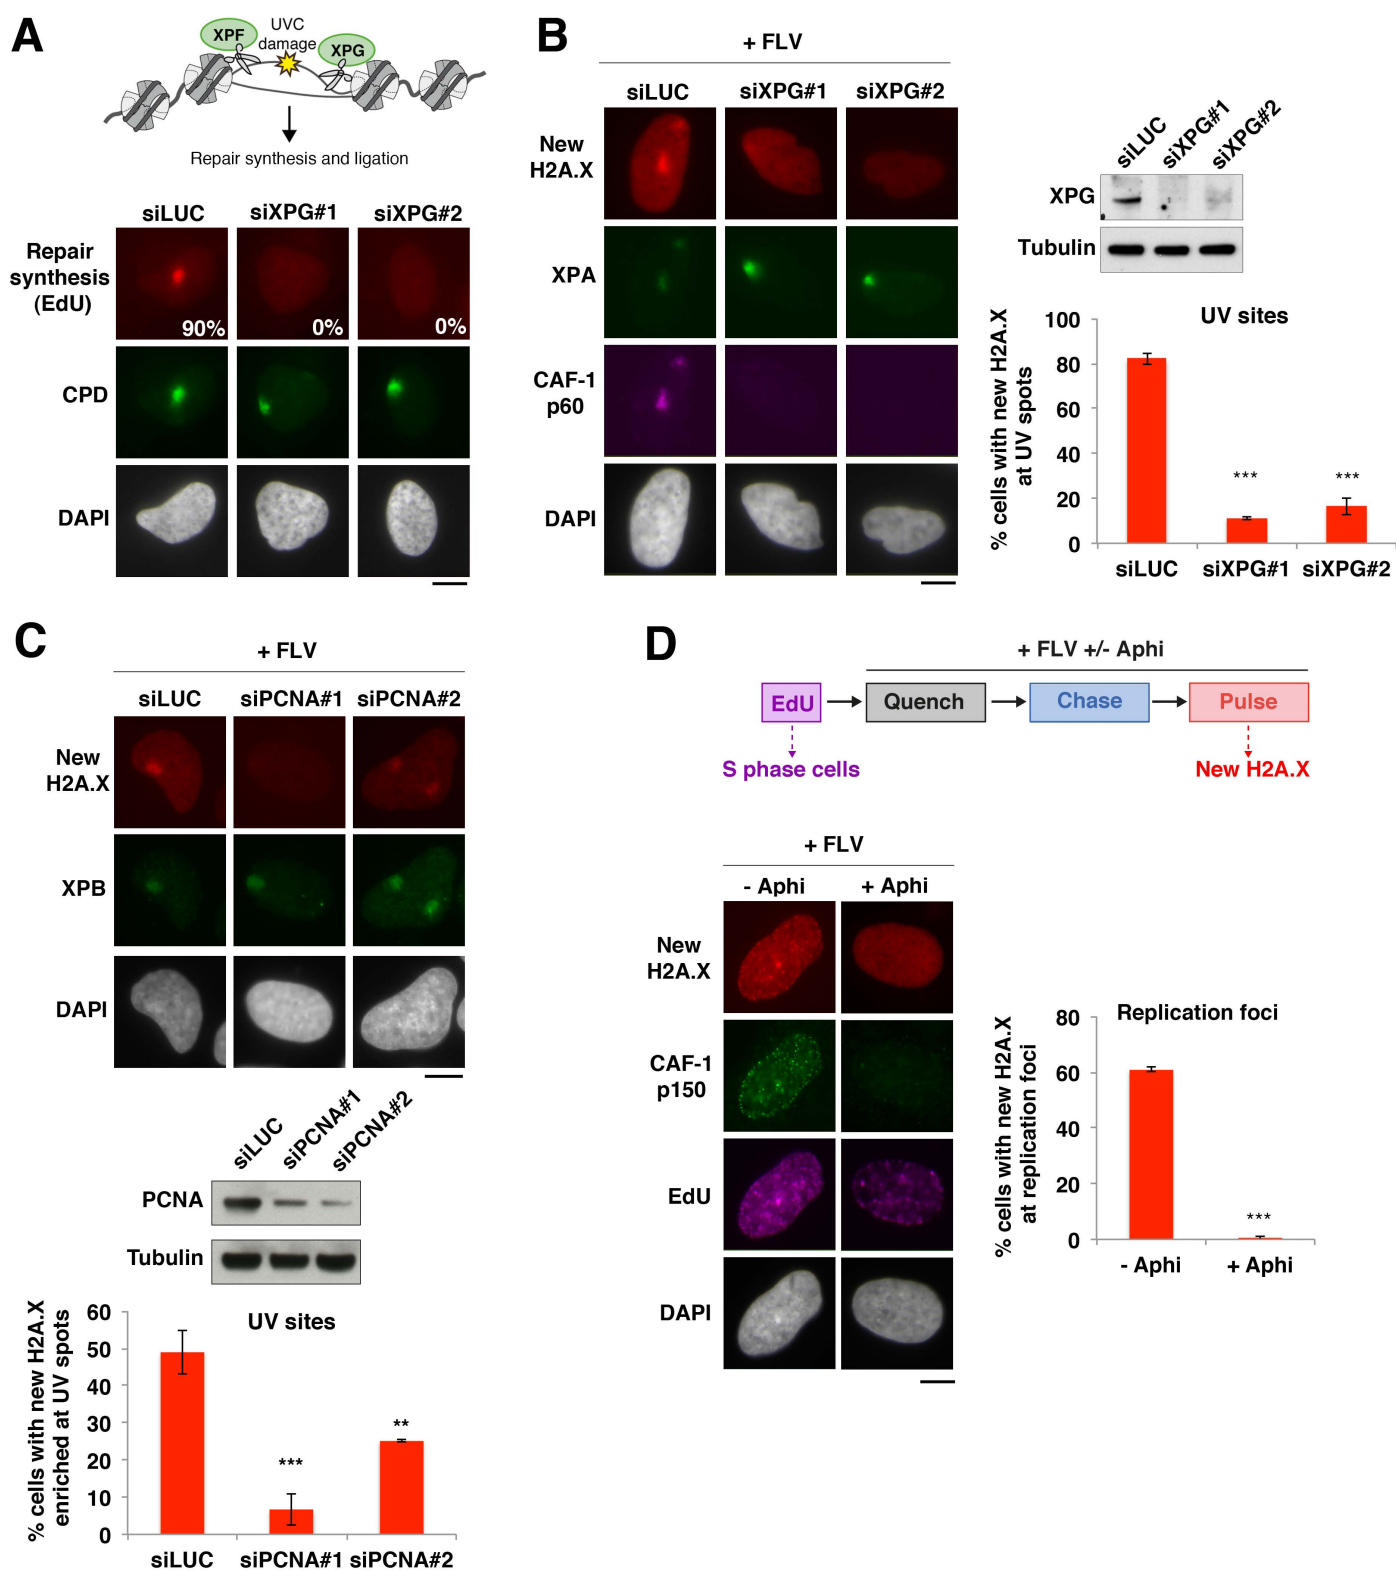 A
XPF
UVC
damage
XPG
Repair synthesis and ligation
siLUC siXPG#1 siXPG#2
Repair
synthesis
(EdU)
90% 0% 0%
CPD
DAPI
B
+ FLV
siLUC siXPG#1 siXPG#2
New
H2A.X
XPA
CAF-1
p60
DAPI
siLUC siXPG#1 siXPG#2
XPG
Tubulin
UV sites
% cells with new H2A.X
at UV spots
100
80
60
40
20
0
*** ***
siLUC siXPG#1 siXPG#2
C
+ FLV
siLUC siPCNA#1 siPCNA#2
New
H2A.X
XPB
DAPI
siLUC siPCNA#1 siPCNA#2
PCNA
Tubulin
UV sites
% cells with new H2A.X
enriched at UV spots
60
50
40
30
20
10
0
*** **
siLUC siPCNA#1 siPCNA#2
D
+ FLV +/- Aphi
EdU Quench Chase Pulse
S phase cells New H2A.X
+ FLV
- Aphi + Aphi
New
H2A.X
CAF-1
p150
EdU
DAPI
Replication foci
% cells with new H2A.X
at replication foci
80
60
40
20
0
***
- Aphi + Aphi